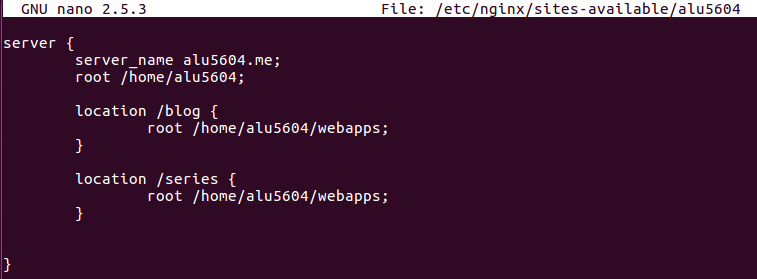 GNU nano 2.5.3 File: /etc/nginx/sites-available/alu5604
server {
server_name alu5604.me;
root /home/alu5604;
location /blog {
root /home/alu5604/webapps;
}
location /series {
root /home/alu5604/webapps;
}
}